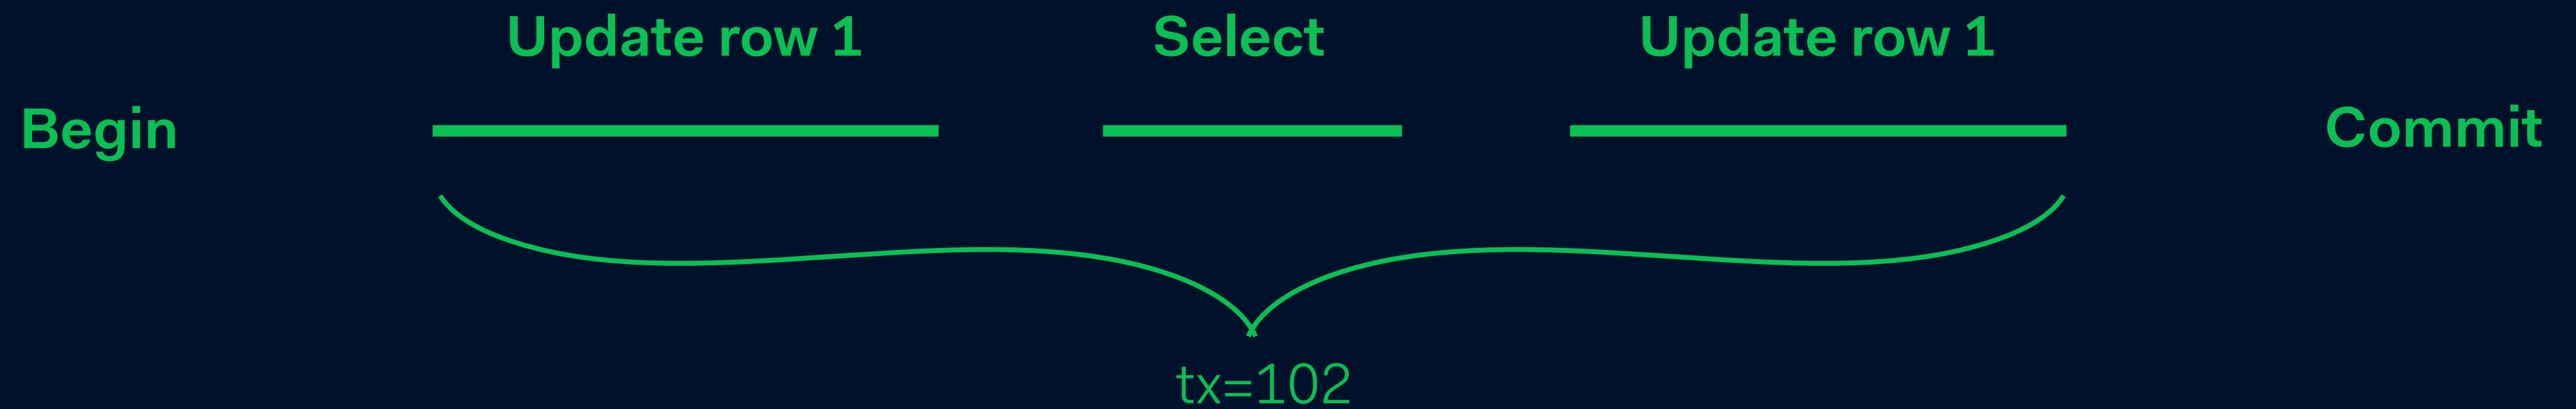 Update row 1
Select
Update row 1
Begin
Commit
tx=102